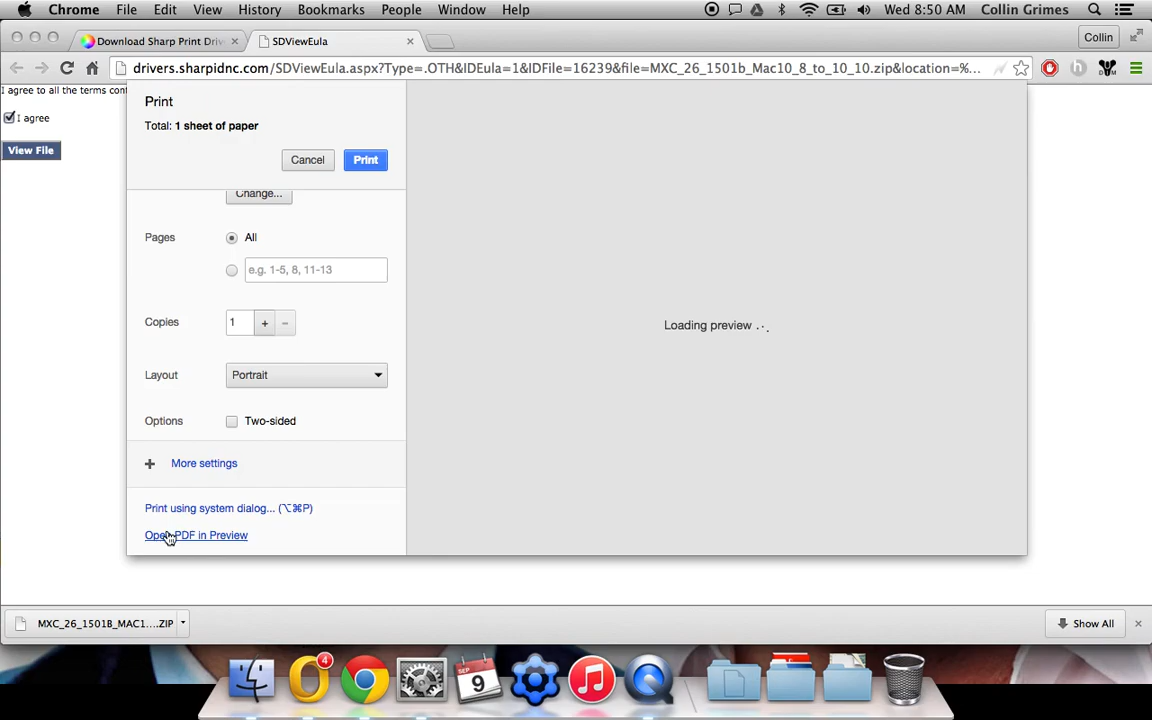 Chrome File Edit View History Bookmarks People Window Help Wed 8:50 AM Collin Grimes
Download Sharp Print Driv SDViewEula Collin
drivers.sharpidnc.com/SDViewEula.aspx?Type=.OTH&IDEula=1&IDFile=16239&file=MXC_26_1501b_Mac10_8_to_10_10.zip&location=%...
I agree to all the terms conf
I agree
View File
Print
Total: 1 sheet of paper
Cancel Print
Change...
Pages All
e.g. 1-5, 8, 11-13
Copies 1 + -
Layout Portrait
Options Two-sided
+ More settings
Print using system dialog... (⌥⌘P)
Open PDF in Preview
Loading preview
MXC_26_1501B_MAC1....ZIP Show All
4
SEP
9